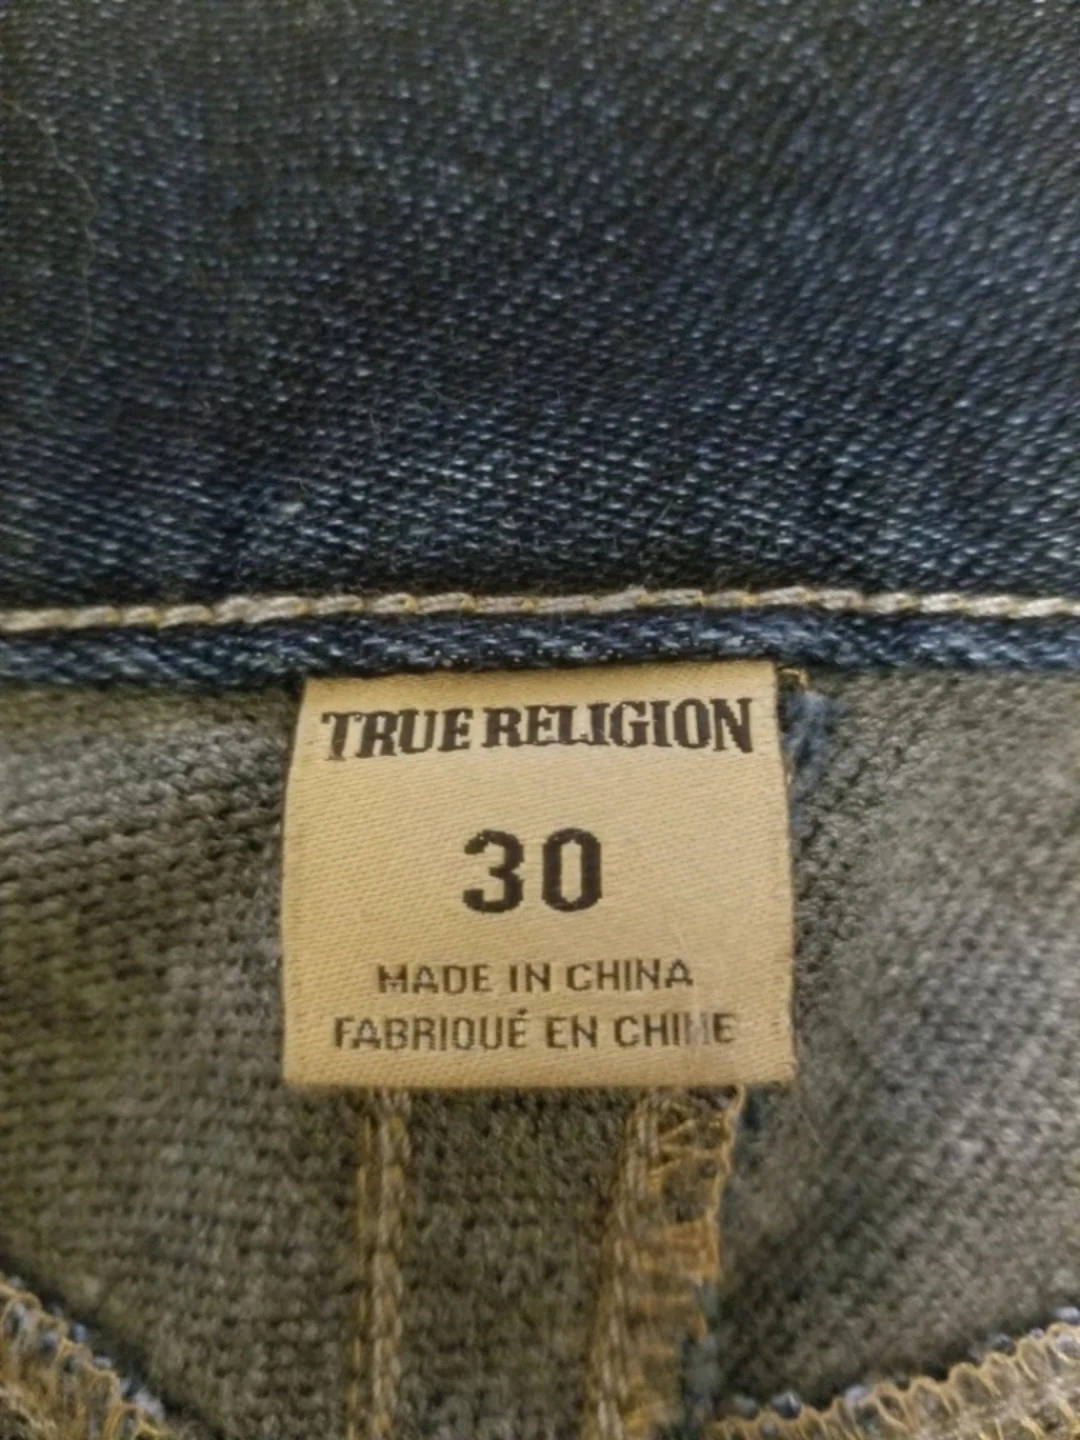 TRUE RELIGION
30
MADE IN CHINA
FABRIQUÉ EN CHINE